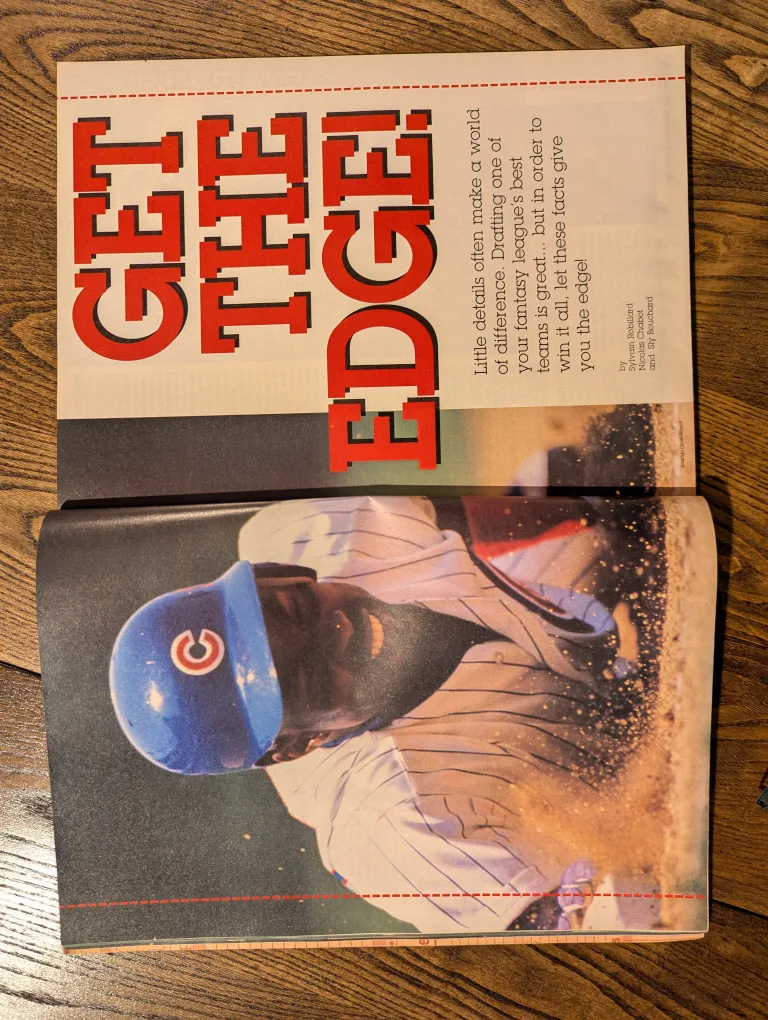 GET
THE
EDGE!
Little details often make a world
of difference. Drafting one of
your fantasy league's best
teams is great... but in order to
win it all, let these facts give
you the edge!
by
Sylvain Robillard
Nicolas Chabot
and Sly Bouchard
C